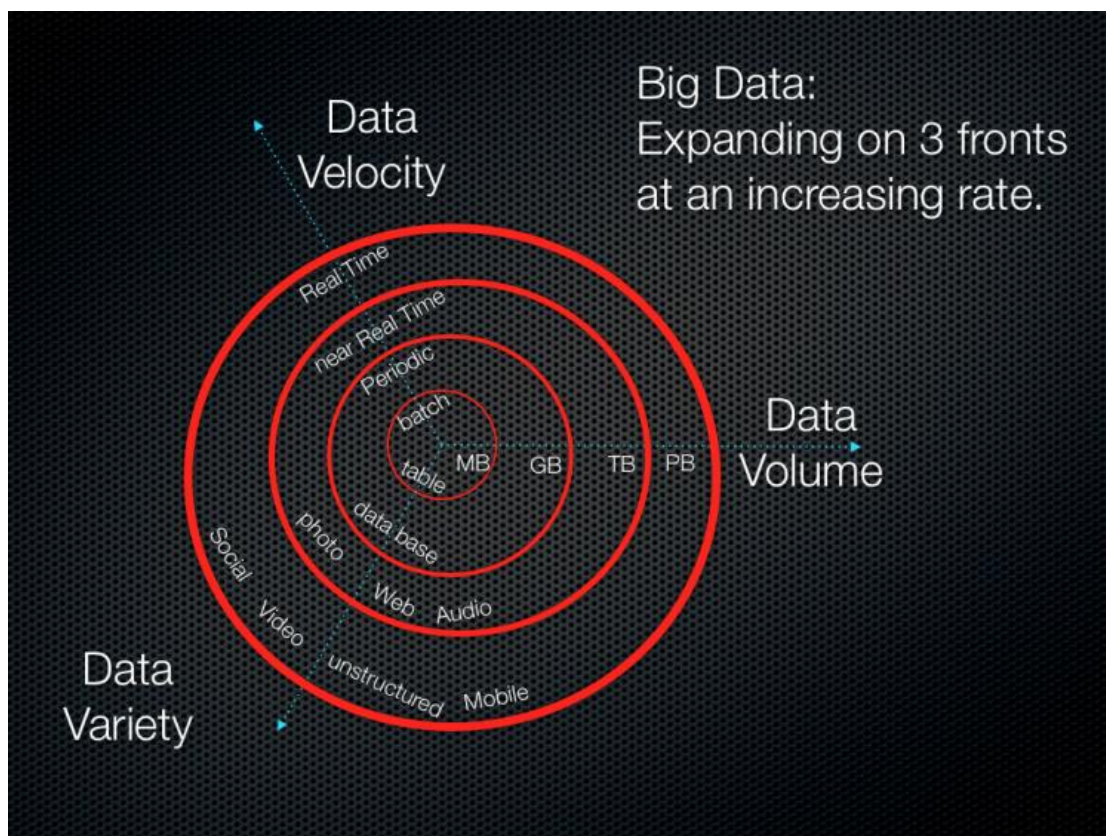 Big Data:
Expanding on 3 fronts
at an increasing rate.
Data
Velocity
Real Time
near Real Time
Periodic
batch
Data
Volume
MB
GB
TB
PB
table
data base
photo
Web
Audio
Social
Video
unstructured
Mobile
Data
Variety